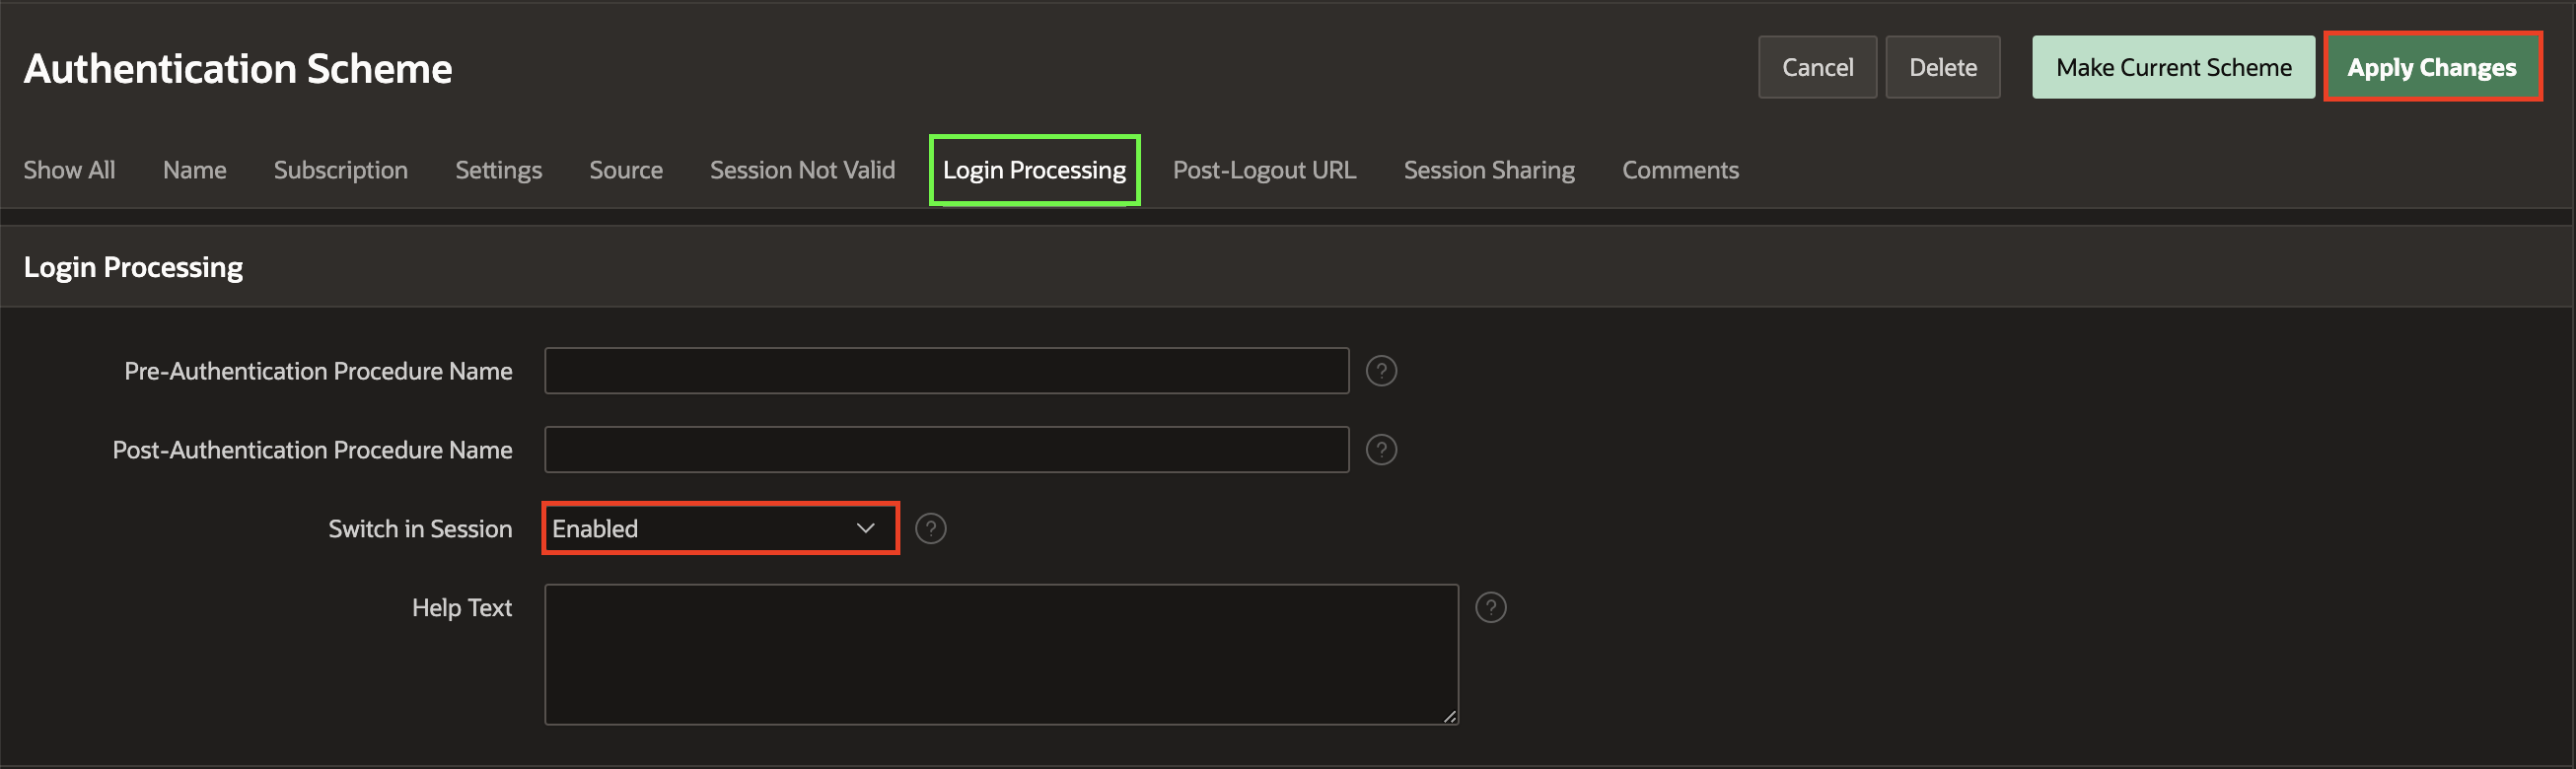 Authentication Scheme
Cancel
Delete
Make Current Scheme
Apply Changes
Show All
Name
Subscription
Settings
Source
Session Not Valid
Login Processing
Post-Logout URL
Session Sharing
Comments
Login Processing
Pre-Authentication Procedure Name
?
Post-Authentication Procedure Name
?
Switch in Session
Enabled
?
Help Text
?